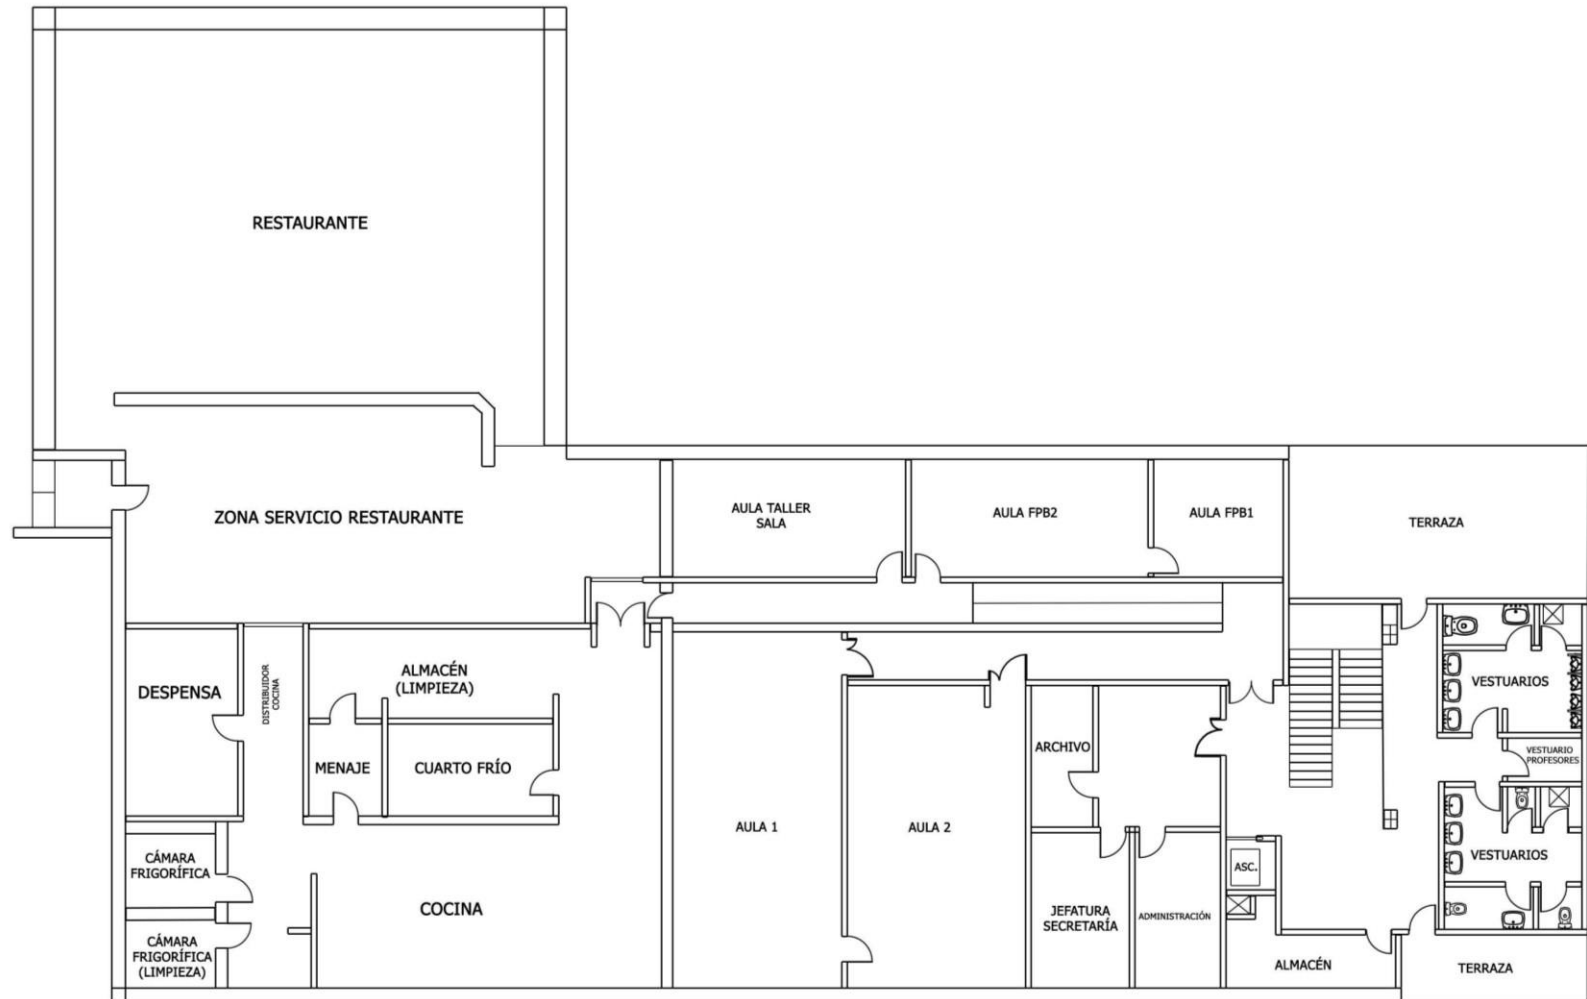 RESTAURANTE
ZONA SERVICIO RESTAURANTE
AULA TALLER
SALA
AULA FPB2
AULA FPB1
TERRAZA
DESPENSA
DISTRIBUIDOR
COCINA
ALMACÉN
(LIMPIEZA)
MENAJE
CUARTO FRÍO
ARCHIVO
VESTUARIOS
VESTUARIO
PROFESORES
AULA 1
AULA 2
CÁMARA
FRIGORÍFICA
COCINA
CÁMARA
FRIGORÍFICA
(LIMPIEZA)
JEFATURA
SECRETARÍA
ADMINISTRACIÓN
ASC.
VESTUARIOS
ALMACÉN
TERRAZA